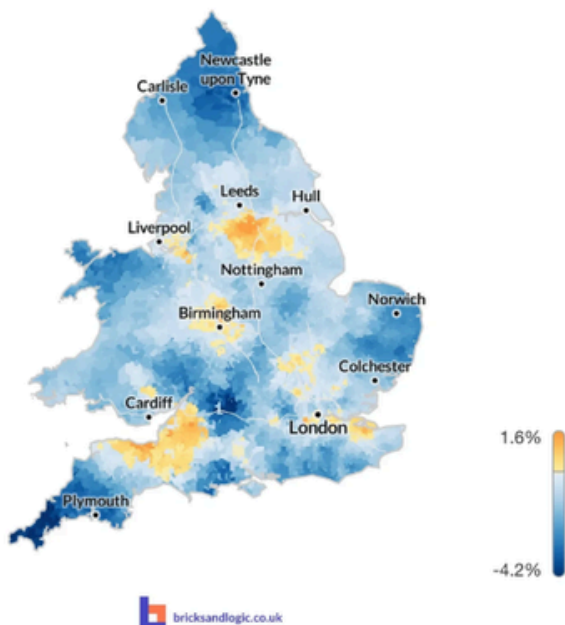 Newcastle
upon Tyne
Carlisle
Leeds
Hull
Liverpool
Nottingham
Norwich
Birmingham
Colchester
Cardiff
London
1.6%
Plymouth
-4.2%
bricksandlogic.co.uk